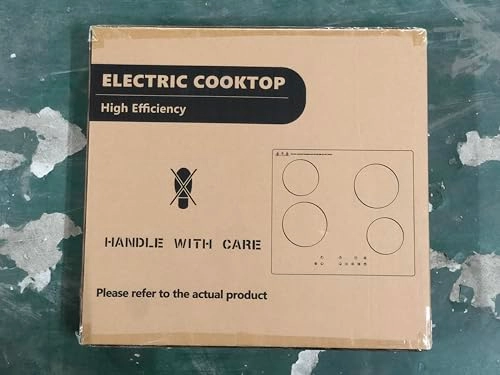 ELECTRIC COOKTOP
High Efficiency
HANDLE WITH CARE
Please refer to the actual product